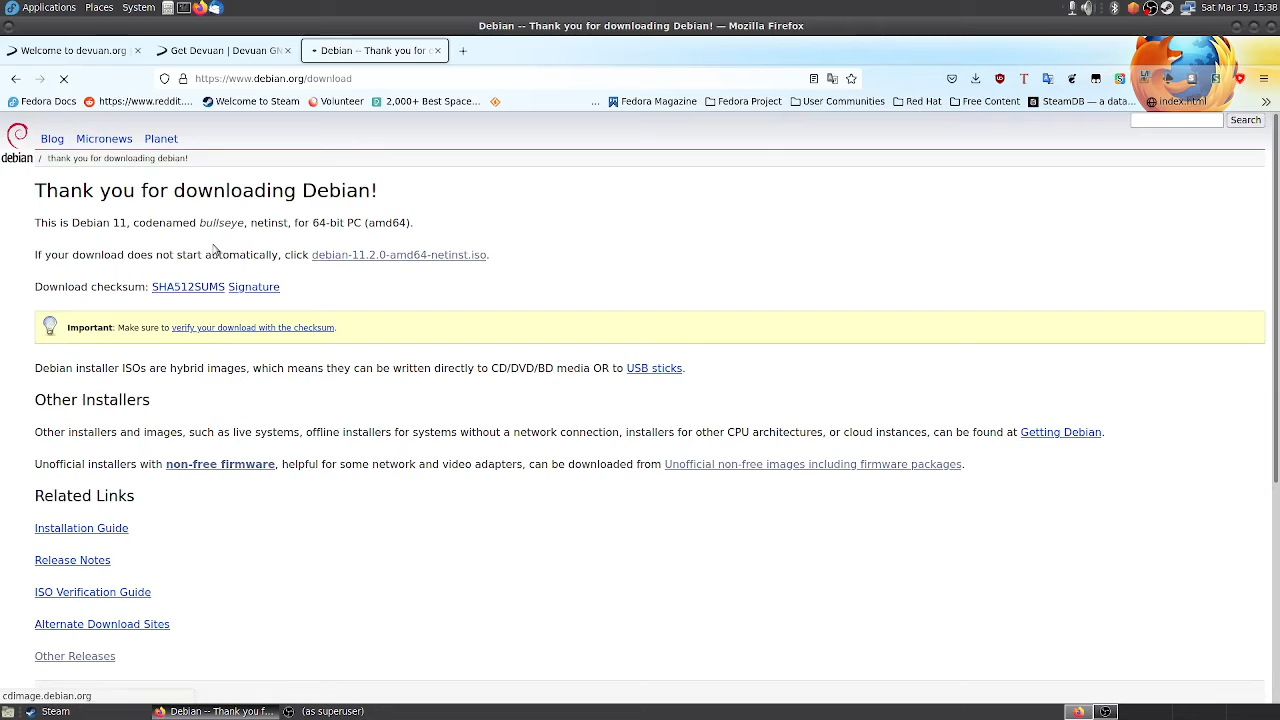 Applications Places System Sat Mar 19, 15:38
Debian -- Thank you for downloading Debian! — Mozilla Firefox
Welcome to devuan.org Get Devuan | Devuan GN Debian -- Thank you for c
https://www.debian.org/download
Fedora Docs https://www.reddit.... Welcome to Steam Volunteer 2,000+ Best Space... ... Fedora Magazine Fedora Project User Communities Red Hat Free Content SteamDB — a data... index.html
Search
Blog Micronews Planet
debian / thank you for downloading debian!
Thank you for downloading Debian!
This is Debian 11, codenamed bullseye, netinst, for 64-bit PC (amd64).
If your download does not start automatically, click debian-11.2.0-amd64-netinst.iso.
Download checksum: SHA512SUMS Signature
Important: Make sure to verify your download with the checksum.
Debian installer ISOs are hybrid images, which means they can be written directly to CD/DVD/BD media OR to USB sticks.
Other Installers
Other installers and images, such as live systems, offline installers for systems without a network connection, installers for other CPU architectures, or cloud instances, can be found at Getting Debian.
Unofficial installers with non-free firmware, helpful for some network and video adapters, can be downloaded from Unofficial non-free images including firmware packages.
Related Links
Installation Guide
Release Notes
ISO Verification Guide
Alternate Download Sites
Other Releases
cdimage.debian.org
Steam Debian -- Thank you f... (as superuser)